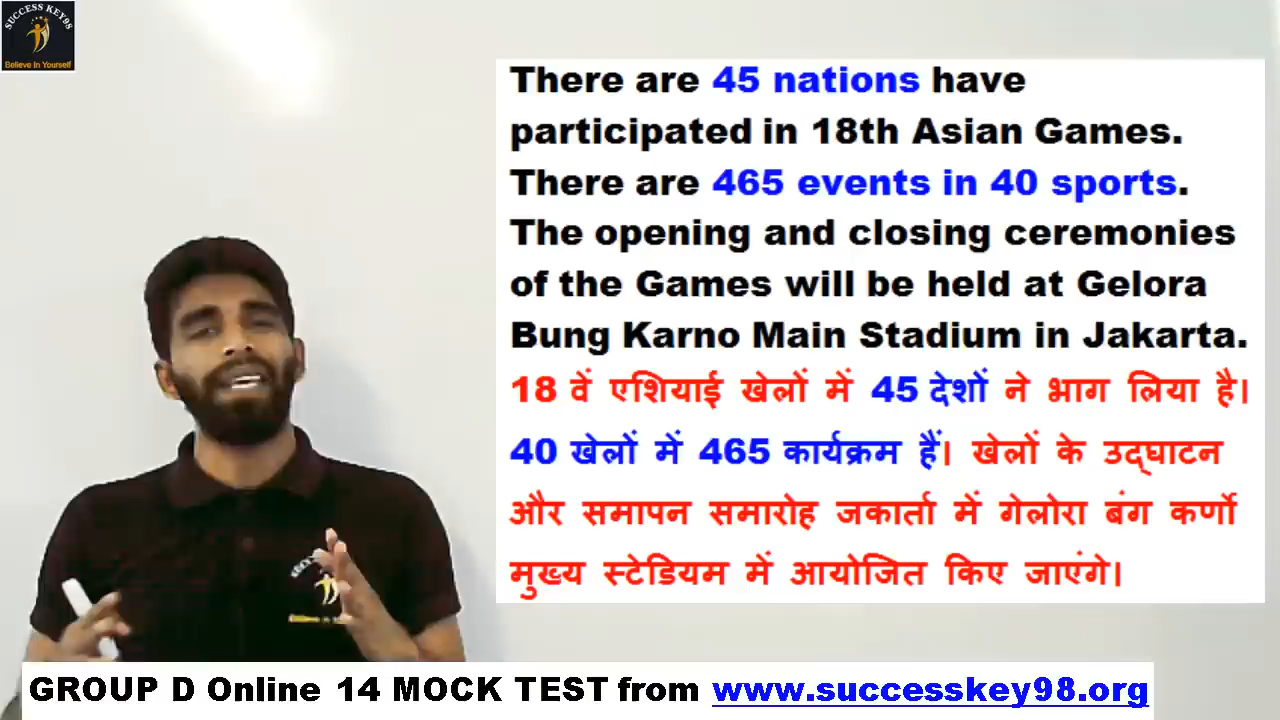 SUCCESS KEY98
Believe In Yourself
There are 45 nations have
participated in 18th Asian Games.
There are 465 events in 40 sports.
The opening and closing ceremonies
of the Games will be held at Gelora
Bung Karno Main Stadium in Jakarta.
18 वें एशियाई खेलों में 45 देशों ने भाग लिया है।
40 खेलों में 465 कार्यक्रम हैं। खेलों के उद्घाटन
और समापन समारोह जकार्ता में गेलोरा बंग कर्णो
मुख्य स्टेडियम में आयोजित किए जाएंगे।
GROUP D Online 14 MOCK TEST from www.successkey98.org